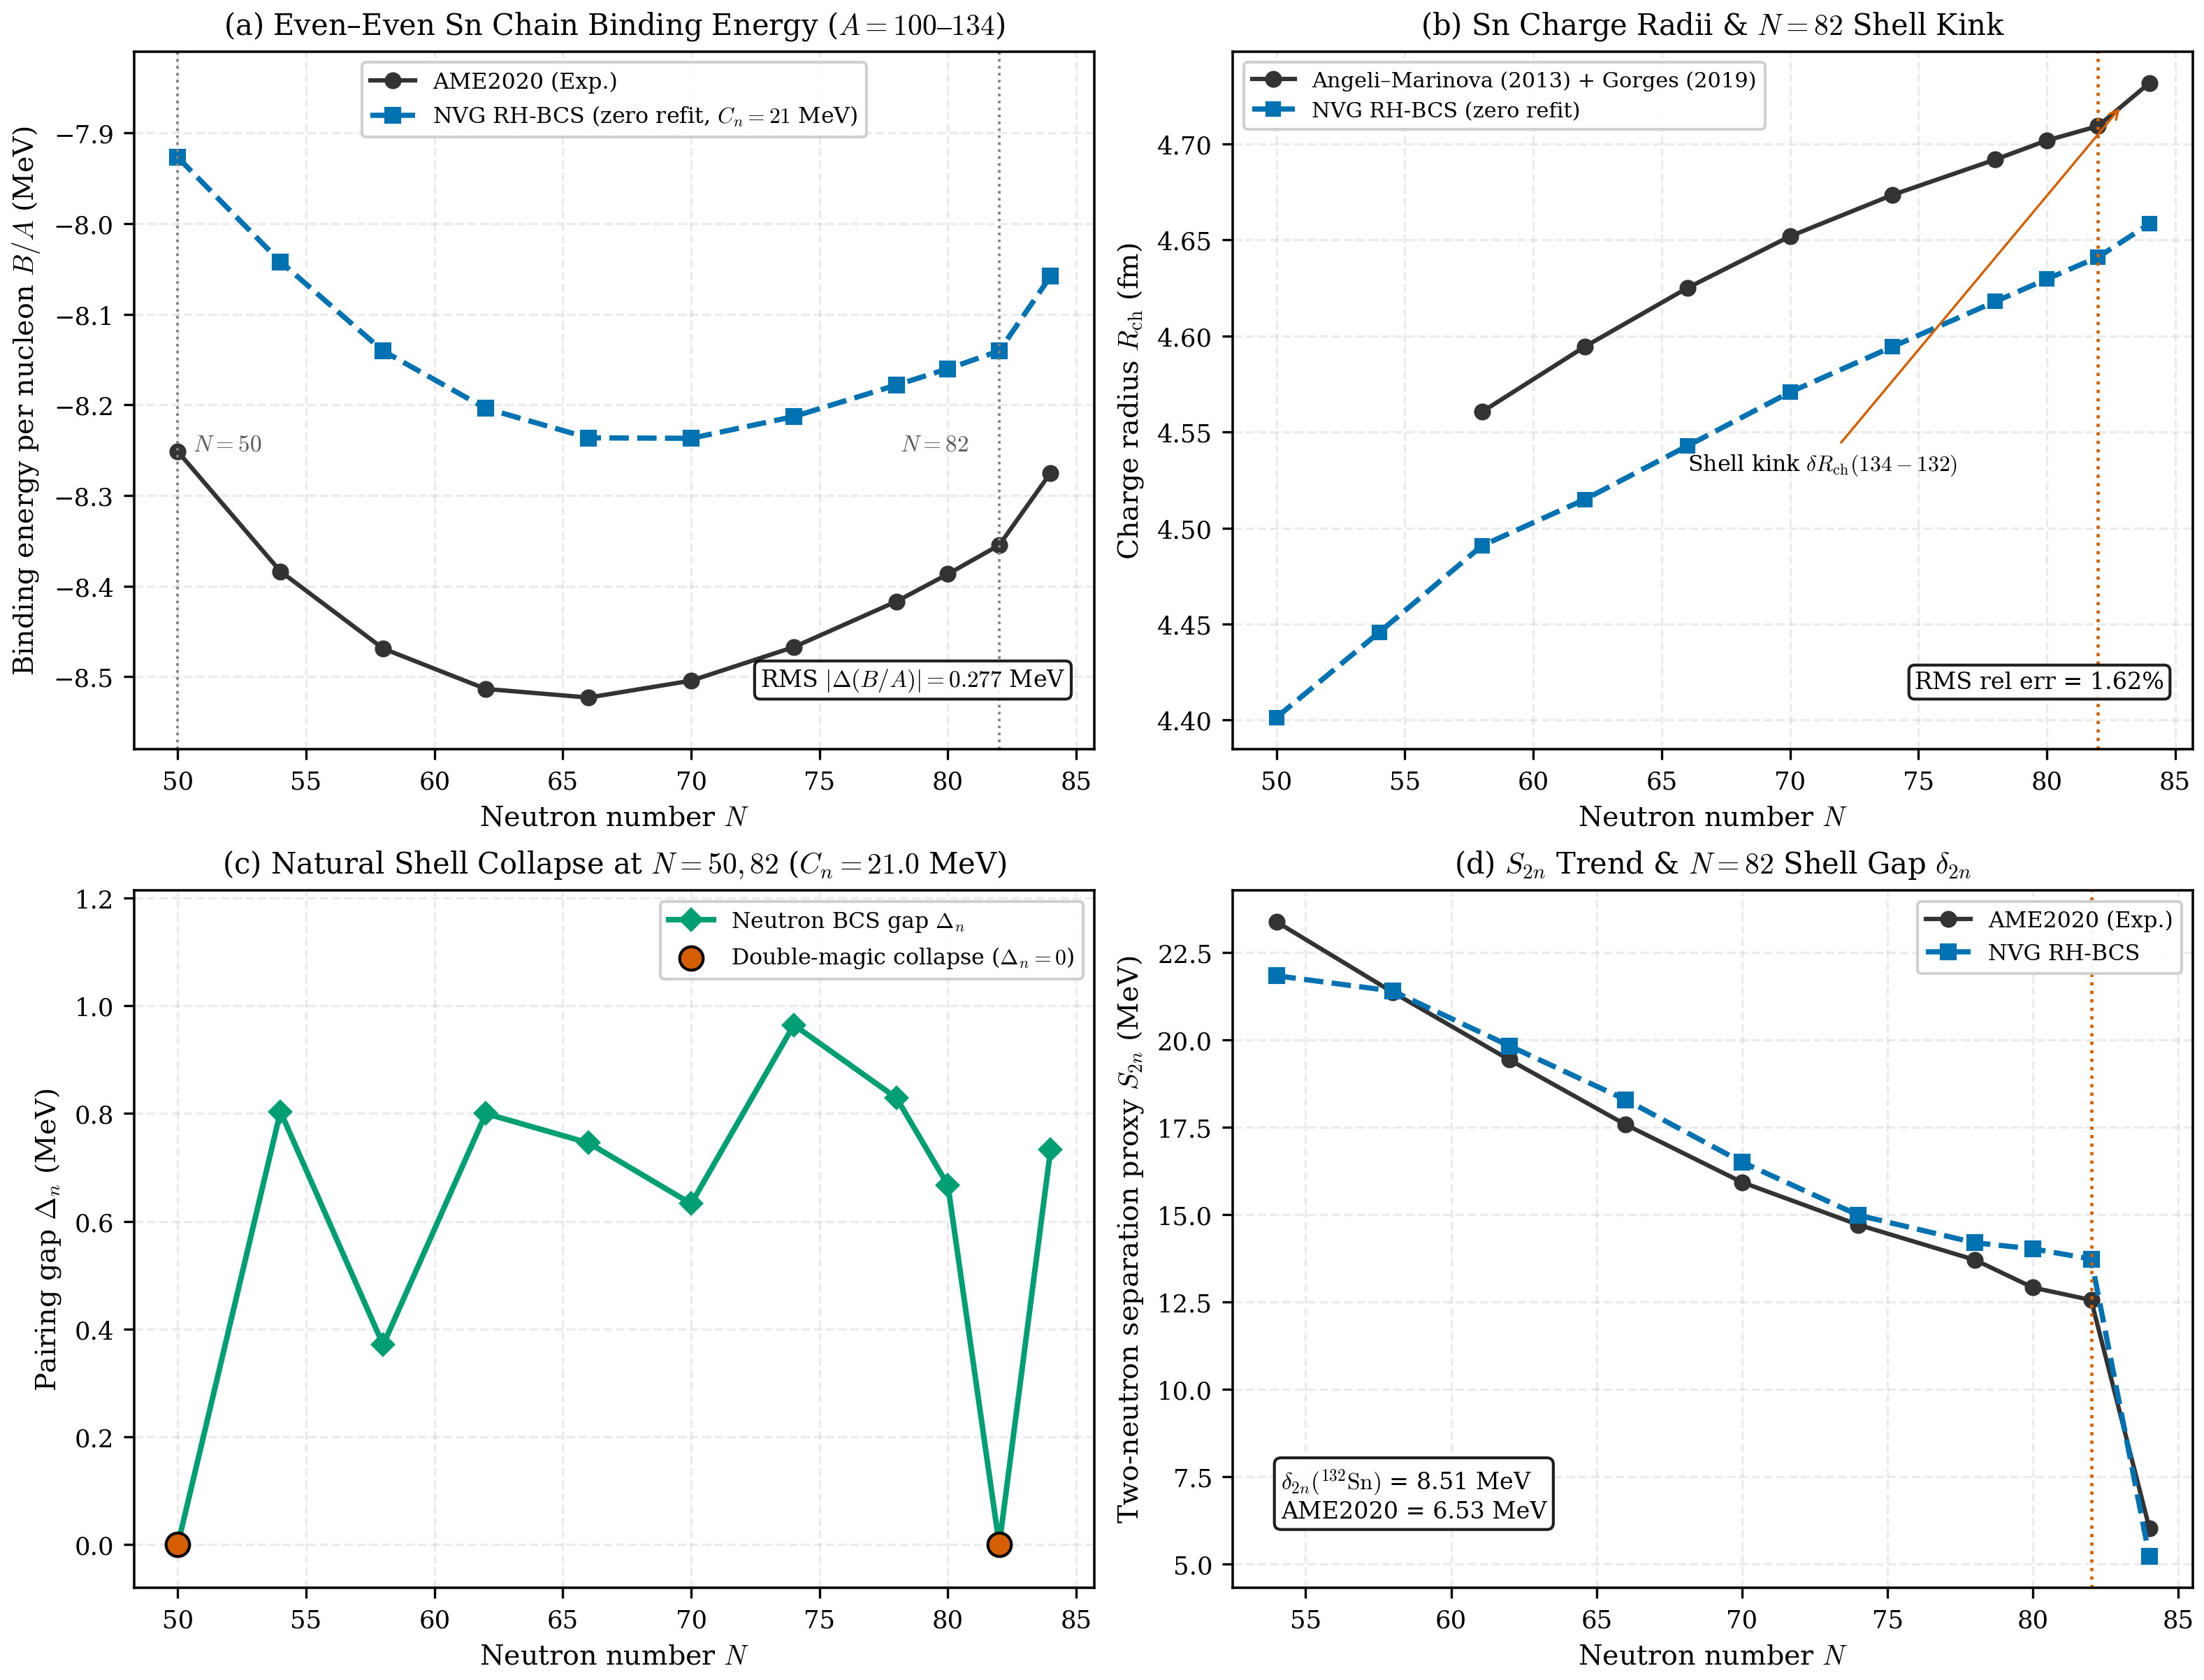 (a) Even–Even Sn Chain Binding Energy (A = 100–134)
AME2020 (Exp.)
NVG RH-BCS (zero refit, Cₙ = 21 MeV)
N = 50
N = 82
RMS |Δ(B/A)| = 0.277 MeV
Binding energy per nucleon B/A (MeV)
−7.9
−8.0
−8.1
−8.2
−8.3
−8.4
−8.5
50 55 60 65 70 75 80 85
Neutron number N
(b) Sn Charge Radii & N = 82 Shell Kink
Angeli–Marinova (2013) + Gorges (2019)
NVG RH-BCS (zero refit)
Shell kink δR_ch(134 − 132)
RMS rel err = 1.62%
Charge radius R_ch (fm)
4.70
4.65
4.60
4.55
4.50
4.45
4.40
50 55 60 65 70 75 80 85
Neutron number N
(c) Natural Shell Collapse at N = 50, 82 (Cₙ = 21.0 MeV)
Neutron BCS gap Δₙ
Double-magic collapse (Δₙ = 0)
Pairing gap Δₙ (MeV)
1.2
1.0
0.8
0.6
0.4
0.2
0.0
50 55 60 65 70 75 80 85
Neutron number N
(d) S₂ₙ Trend & N = 82 Shell Gap δ₂ₙ
AME2020 (Exp.)
NVG RH-BCS
δ₂ₙ(¹³²Sn) = 8.51 MeV
AME2020 = 6.53 MeV
Two-neutron separation proxy S₂ₙ (MeV)
22.5
20.0
17.5
15.0
12.5
10.0
7.5
5.0
55 60 65 70 75 80 85
Neutron number N